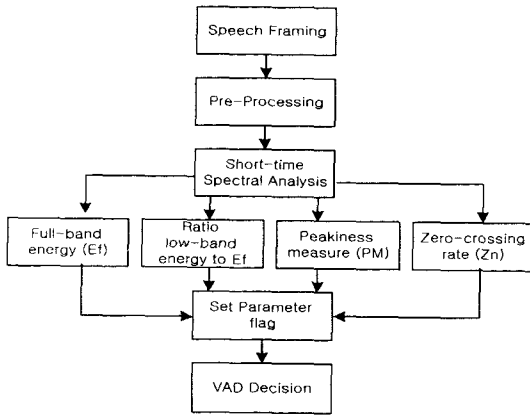 Speech Framing
Pre-Processing
Short-time
Spectral Analysis
Full-band
energy (Ef)
Ratio
low-band
energy to Ef
Peakiness
measure (PM)
Zero-crossing
rate (Zn)
Set Parameter
flag
VAD Decision